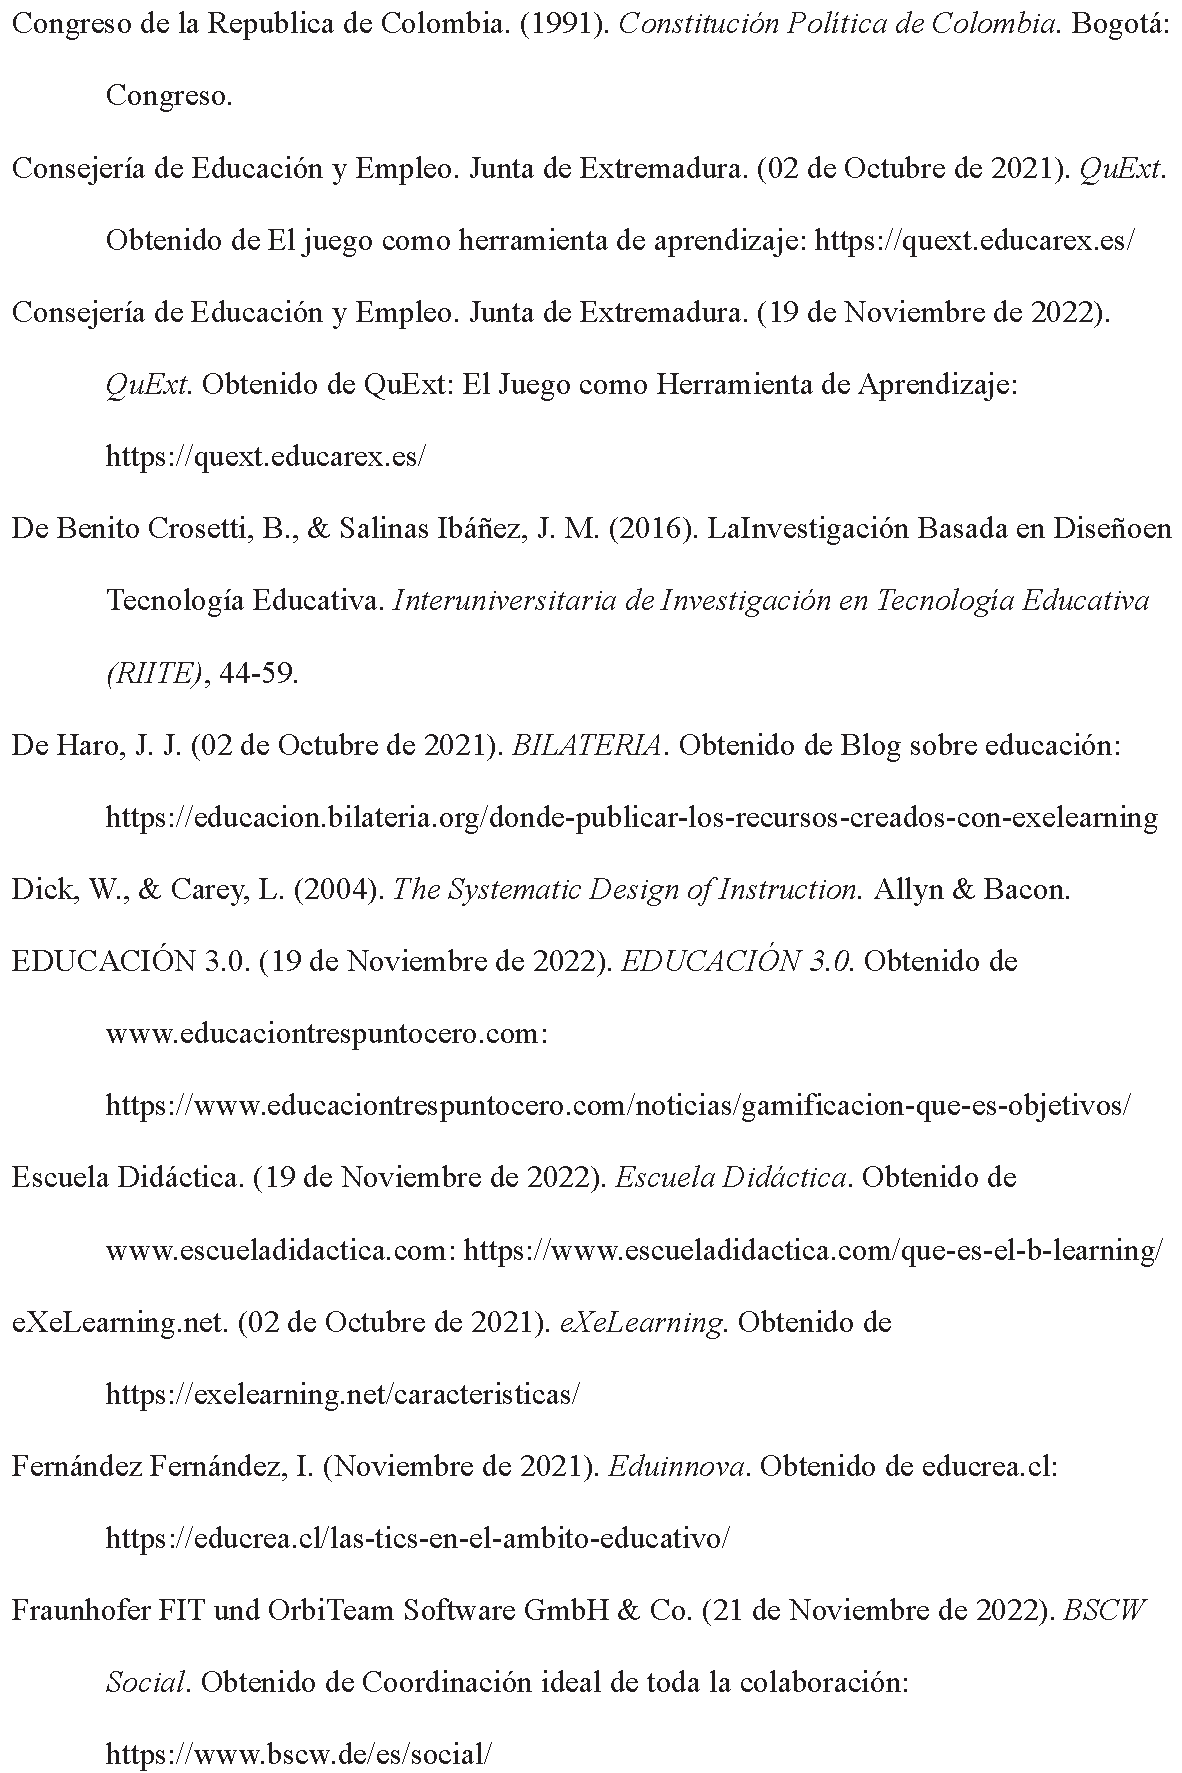 Congreso de la Republica de Colombia. (1991). Constitución Política de Colombia. Bogotá:
Congreso.
Consejería de Educación y Empleo. Junta de Extremadura. (02 de Octubre de 2021). QuExt.
Obtenido de El juego como herramienta de aprendizaje: https://quext.educarex.es/
Consejería de Educación y Empleo. Junta de Extremadura. (19 de Noviembre de 2022).
QuExt. Obtenido de QuExt: El Juego como Herramienta de Aprendizaje:
https://quext.educarex.es/
De Benito Crosetti, B., & Salinas Ibáñez, J. M. (2016). LaInvestigación Basada en Diseñoen
Tecnología Educativa. Interuniversitaria de Investigación en Tecnología Educativa
(RIITE), 44-59.
De Haro, J. J. (02 de Octubre de 2021). BILATERIA. Obtenido de Blog sobre educación:
https://educacion.bilateria.org/donde-publicar-los-recursos-creados-con-exelearning
Dick, W., & Carey, L. (2004). The Systematic Design of Instruction. Allyn & Bacon.
EDUCACIÓN 3.0. (19 de Noviembre de 2022). EDUCACIÓN 3.0. Obtenido de
www.educaciontrespuntocero.com:
https://www.educaciontrespuntocero.com/noticias/gamificacion-que-es-objetivos/
Escuela Didáctica. (19 de Noviembre de 2022). Escuela Didáctica. Obtenido de
www.escueladidactica.com: https://www.escueladidactica.com/que-es-el-b-learning/
eXeLearning.net. (02 de Octubre de 2021). eXeLearning. Obtenido de
https://exelearning.net/caracteristicas/
Fernández Fernández, I. (Noviembre de 2021). Eduinnova. Obtenido de educrea.cl:
https://educrea.cl/las-tics-en-el-ambito-educativo/
Fraunhofer FIT und OrbiTeam Software GmbH & Co. (21 de Noviembre de 2022). BSCW
Social. Obtenido de Coordinación ideal de toda la colaboración:
https://www.bscw.de/es/social/